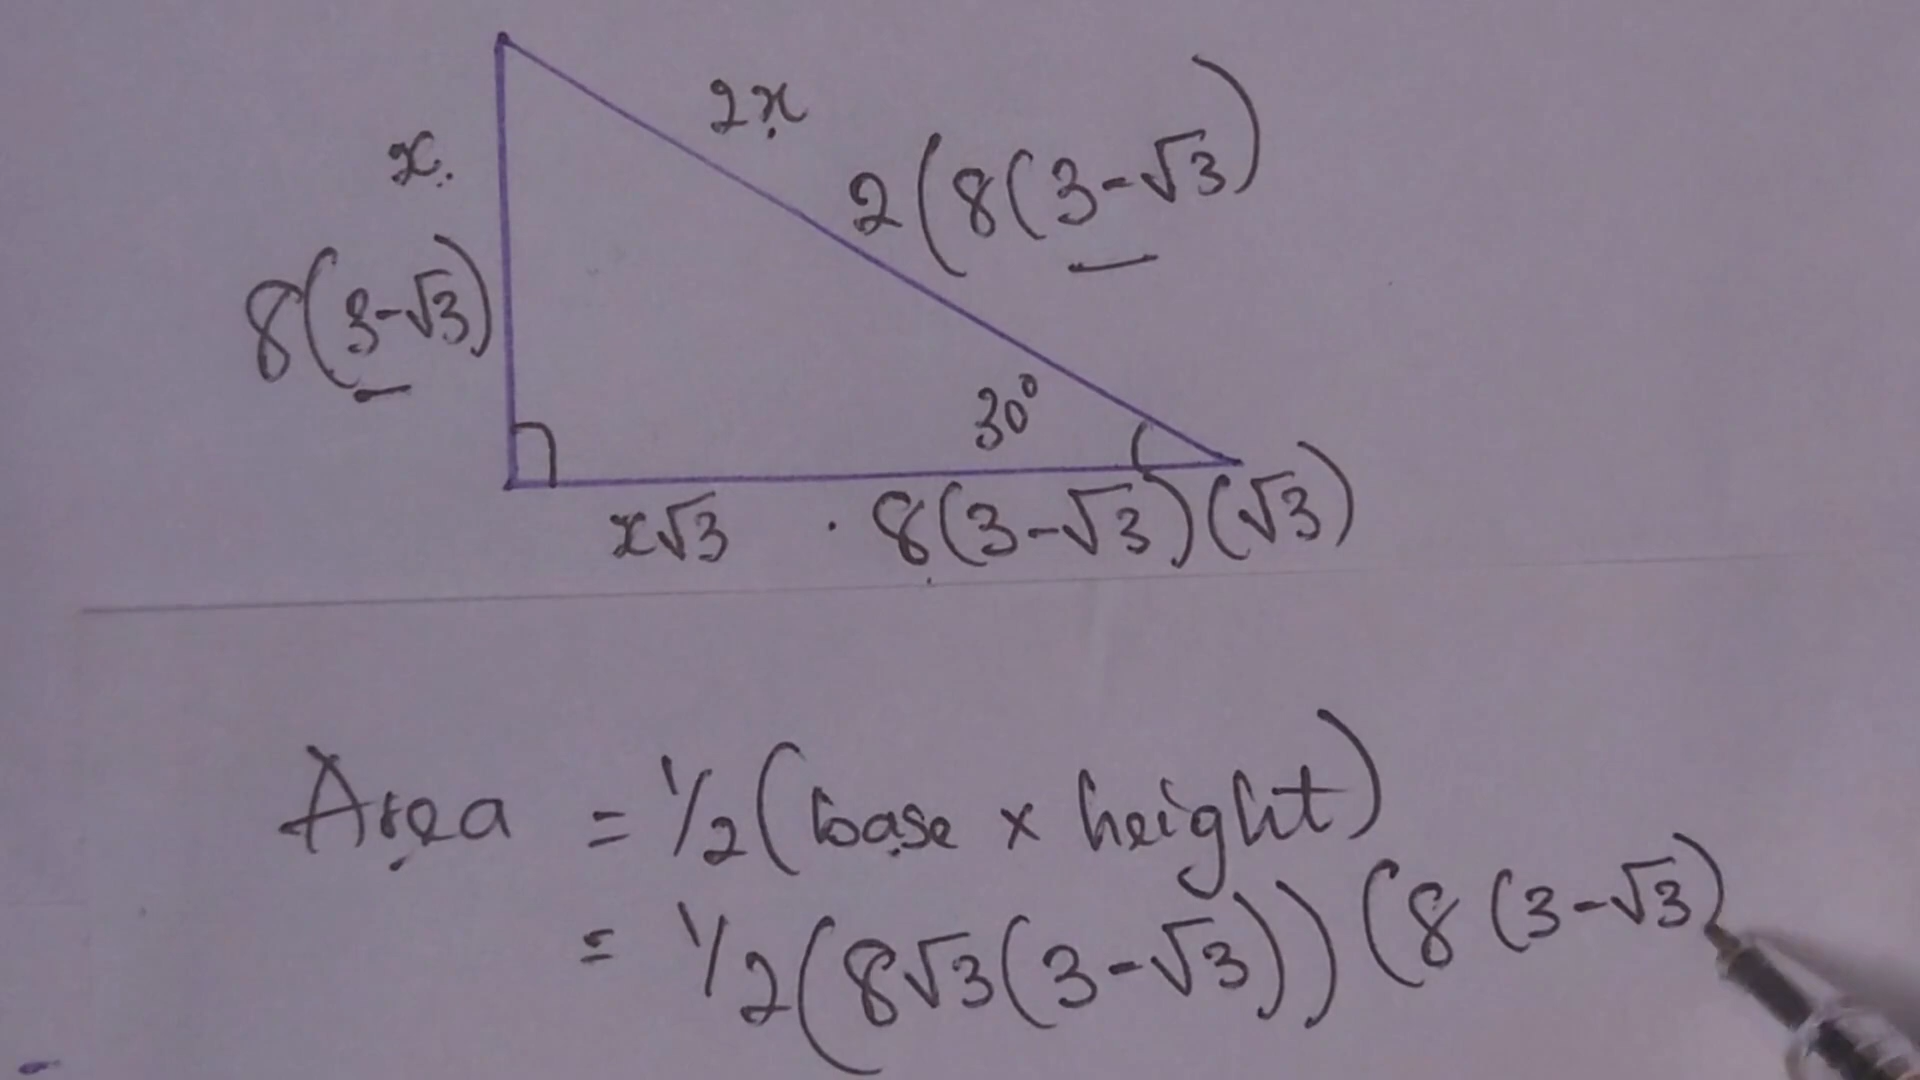 2x
x.
2(8(3-√3)
8(3-√3)
30°
x√3 . 8(3-√3)(√3)
Area = 1/2(base × height)
= 1/2(8√3(3-√3))(8(3-√3)